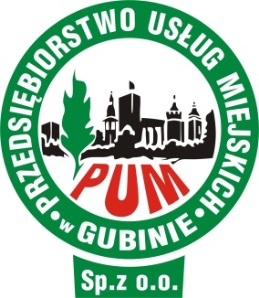 PRZEDSIĘBIORSTWO USŁUG MIEJSKICH
PUM
• w GUBINIE •
Sp.z o.o.